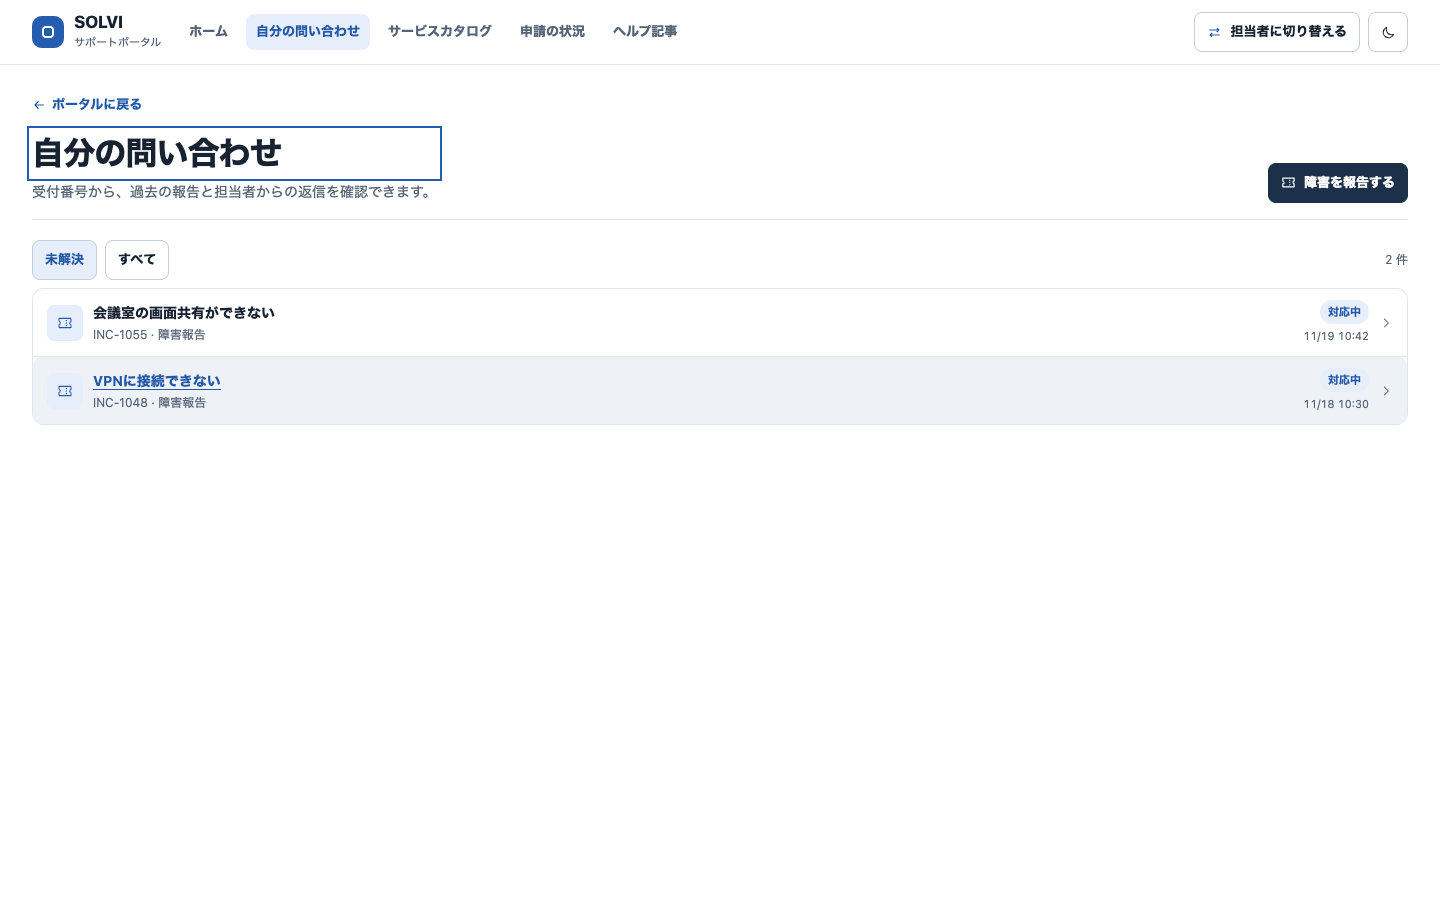 SOLVI
サポートポータル
ホーム
自分の問い合わせ
サービスカタログ
申請の状況
ヘルプ記事
担当者に切り替える
ポータルに戻る
自分の問い合わせ
受付番号から、過去の報告と担当者からの返信を確認できます。
障害を報告する
未解決
すべて
2 件
会議室の画面共有ができない
INC-1055 · 障害報告
対応中
11/19 10:42
VPNに接続できない
INC-1048 · 障害報告
対応中
11/18 10:30